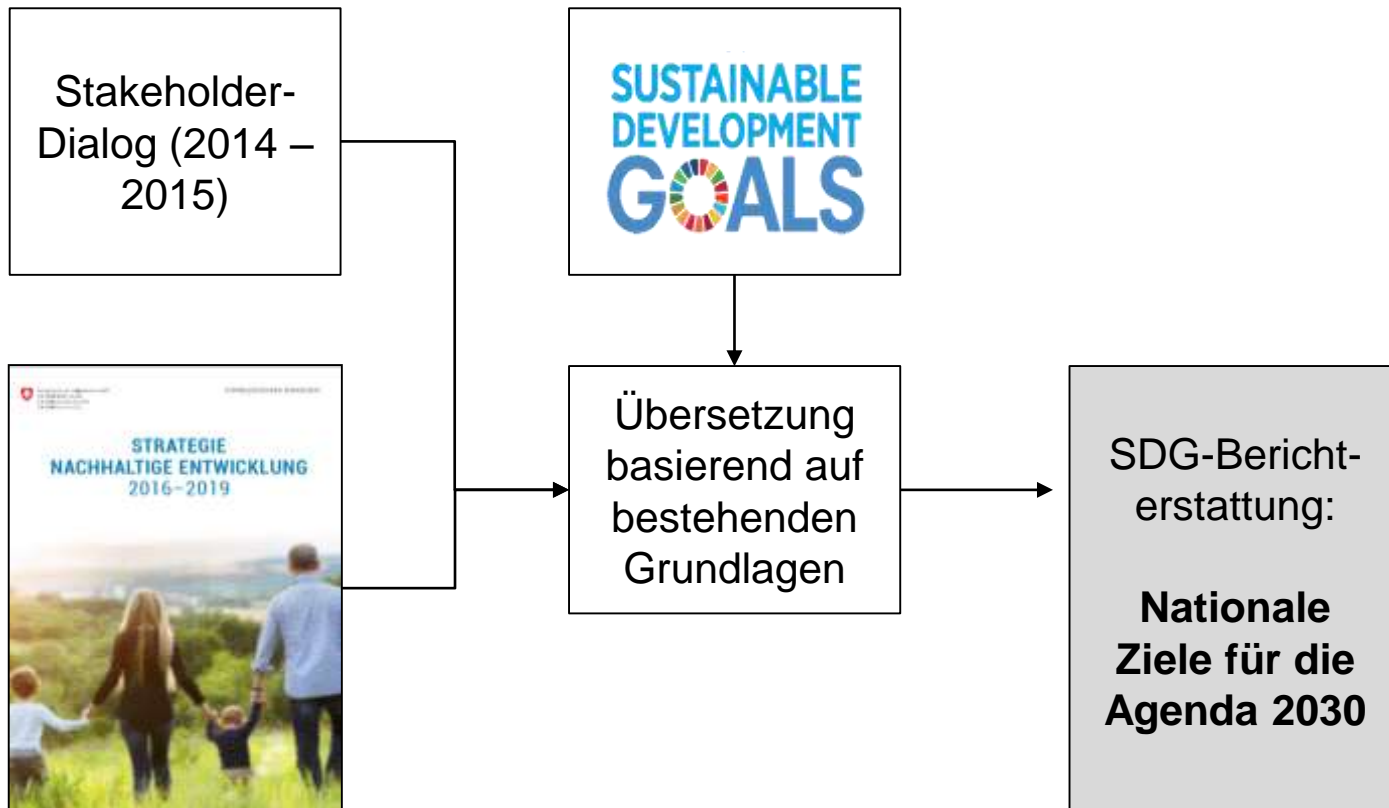 Stakeholder-
Dialog (2014 –
2015)
SUSTAINABLE
DEVELOPMENT
GOALS
STRATEGIE
NACHHALTIGE ENTWICKLUNG
2016–2019
Übersetzung
basierend auf
bestehenden
Grundlagen
SDG-Bericht-
erstattung:
Nationale
Ziele für die
Agenda 2030